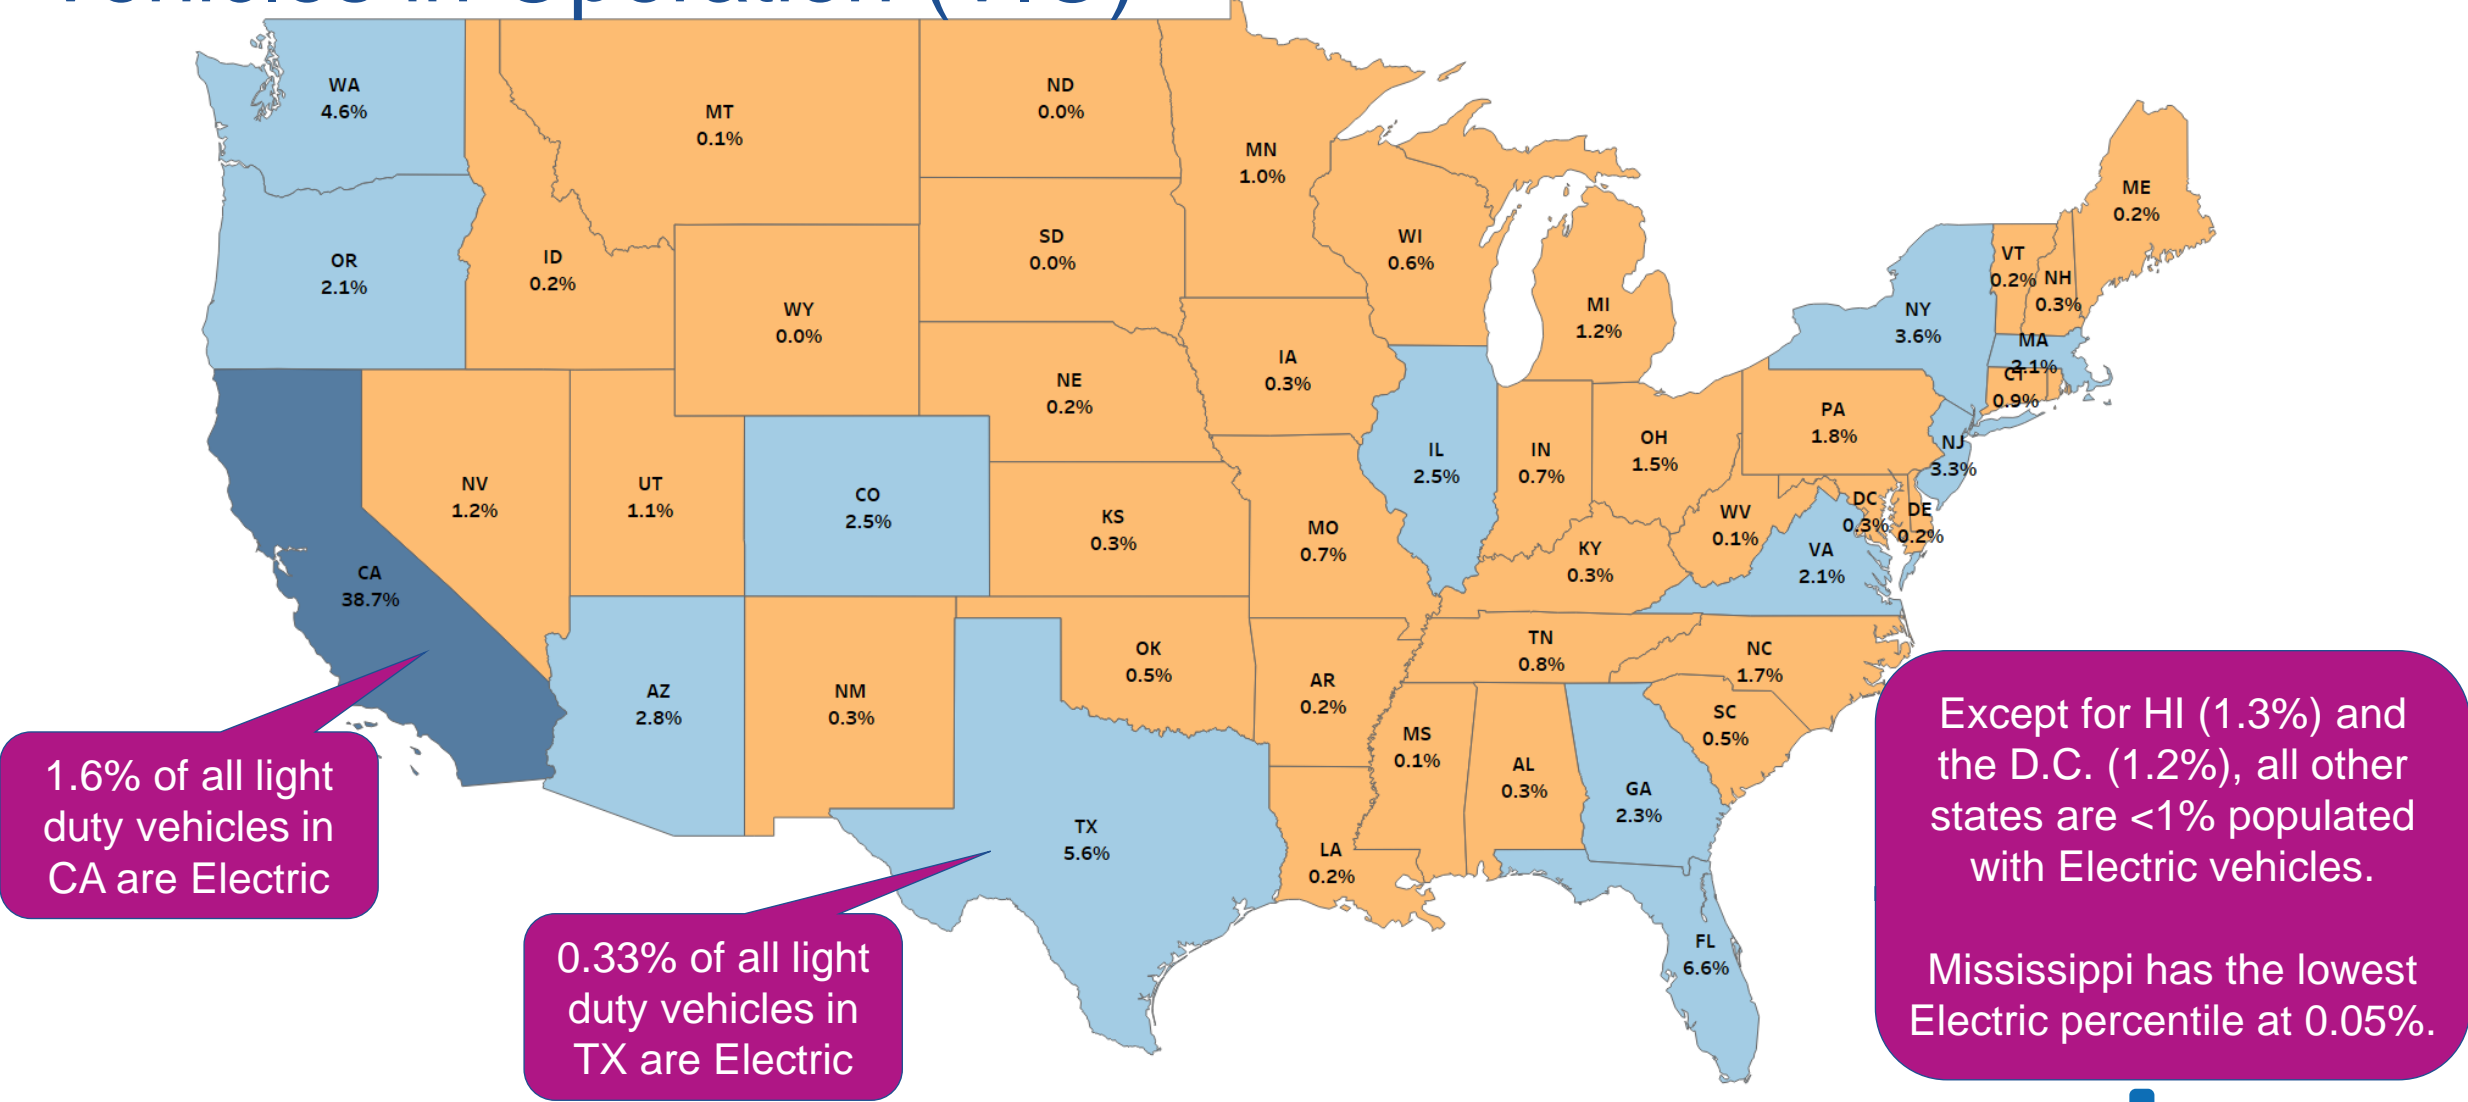 Vehicles in Operation (VIO)
WA
4.6%
MT
0.1%
ND
0.0%
MN
1.0%
ME
0.2%
OR
2.1%
ID
0.2%
WY
0.0%
SD
0.0%
WI
0.6%
MI
1.2%
VT
0.2%
NH
0.3%
NY
3.6%
MA
2.1%
CT
0.9%
IA
0.3%
NE
0.2%
PA
1.8%
NJ
3.3%
NV
1.2%
UT
1.1%
CO
2.5%
KS
0.3%
MO
0.7%
IL
2.5%
IN
0.7%
OH
1.5%
WV
0.1%
DC
0.3%
DE
0.2%
VA
2.1%
KY
0.3%
CA
38.7%
AZ
2.8%
NM
0.3%
OK
0.5%
AR
0.2%
TN
0.8%
NC
1.7%
SC
0.5%
MS
0.1%
AL
0.3%
GA
2.3%
TX
5.6%
LA
0.2%
FL
6.6%
1.6% of all light
duty vehicles in
CA are Electric
0.33% of all light
duty vehicles in
TX are Electric
Except for HI (1.3%) and
the D.C. (1.2%), all other
states are <1% populated
with Electric vehicles.
Mississippi has the lowest
Electric percentile at 0.05%.